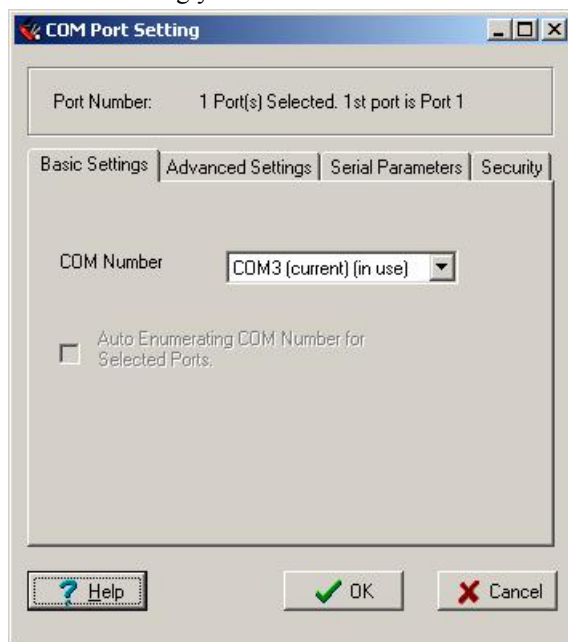 COM Port Setting
Port Number: 1 Port(s) Selected. 1st port is Port 1
Basic Settings Advanced Settings Serial Parameters Security
COM Number COM3 (current) (in use)
Auto Enumerating COM Number for
Selected Ports.
? Help OK Cancel